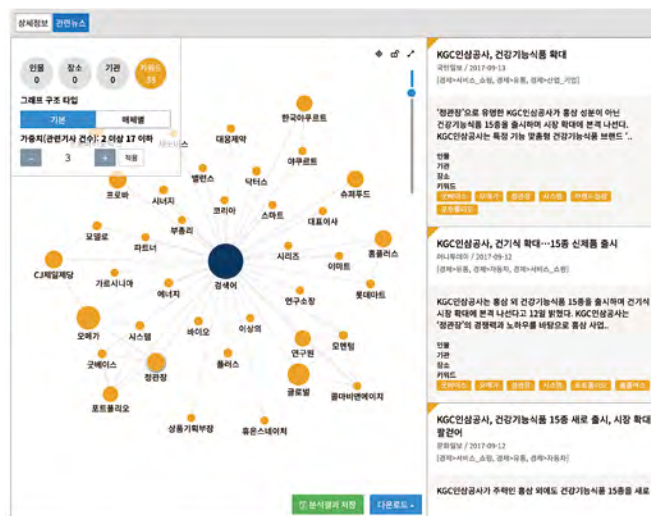 상세정보
관련뉴스
인물
0
장소
0
기관
0
키워드
35
그래프 구조 타입
기본
매체별
가중치(관련기사 건수): 2 이상 17 이하
3
적용
대웅제약
한국야쿠르트
야쿠르트
밸런스
닥터스
프로바
시너지
코리아
스마트
슈퍼푸드
대표이사
모델로
파트너
부총리
검색어
시리즈
이마트
홈플러스
롯데마트
CJ제일제당
가르시니아
에너지
연구소장
오메가
시스템
바이오
이상의
모멘텀
굿베이스
정관장
플러스
연구원
글로벌
콜마비앤에이치
포트폴리오
상품기획부장
휴온스네이처
분석결과 저장
다운로드
KGC인삼공사, 건강기능식품 확대
국민일보 / 2017-09-13
[경제>서비스_쇼핑, 경제>유통, 경제>산업_기업]
'정관장'으로 유명한 KGC인삼공사가 홍삼 성분이 아닌
건강기능식품 15종을 출시하며 시장 확대에 본격 나선다.
KGC인삼공사는 특정 기능 맞춤형 건강기능식품 브랜드 '..
인물
기관
장소
키워드
굿베이스 오메가 정관장 시스템
포트폴리오
KGC인삼공사, 건기식 확대…15종 신제품 출시
머니투데이 / 2017-09-12
[경제>유통, 경제>자동차, 경제>서비스_쇼핑]
KGC인삼공사는 홍삼 외 건강기능식품 15종을 출시하며 건기식
시장 확대에 본격 나선다고 12일 밝혔다. KGC인삼공사는
'정관장'의 경쟁력과 노하우를 바탕으로 홍삼 사업..
인물
기관
장소
키워드
굿베이스 오메가 정관장 시스템 포트폴리오 홈플러스
KGC인삼공사, 건강기능식품 15종 새로 출시, 시장 확대
팔걷어
문화일보 / 2017-09-12
[경제>서비스_쇼핑, 경제>유통, 경제>자동차]
KGC인삼공사가 주력인 홍삼 외에도 건강기능식품 15종을 새로